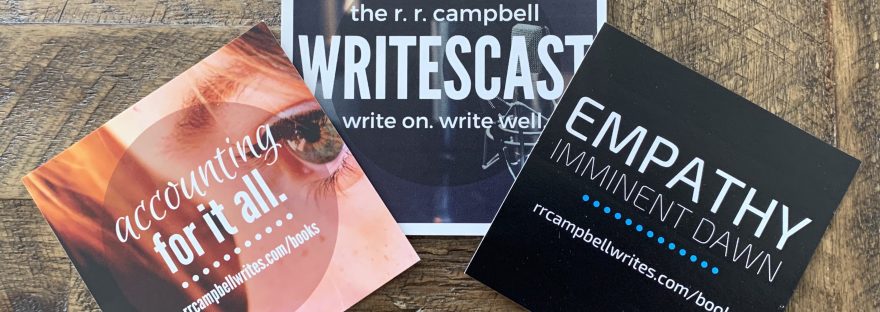 the r. r. campbell
WRITESCAST
write on. write well.
accounting
for it all.
rrcampbellwrites.com/books
EMPATHY
IMMINENT DAWN
rrcampbellwrites.com/book